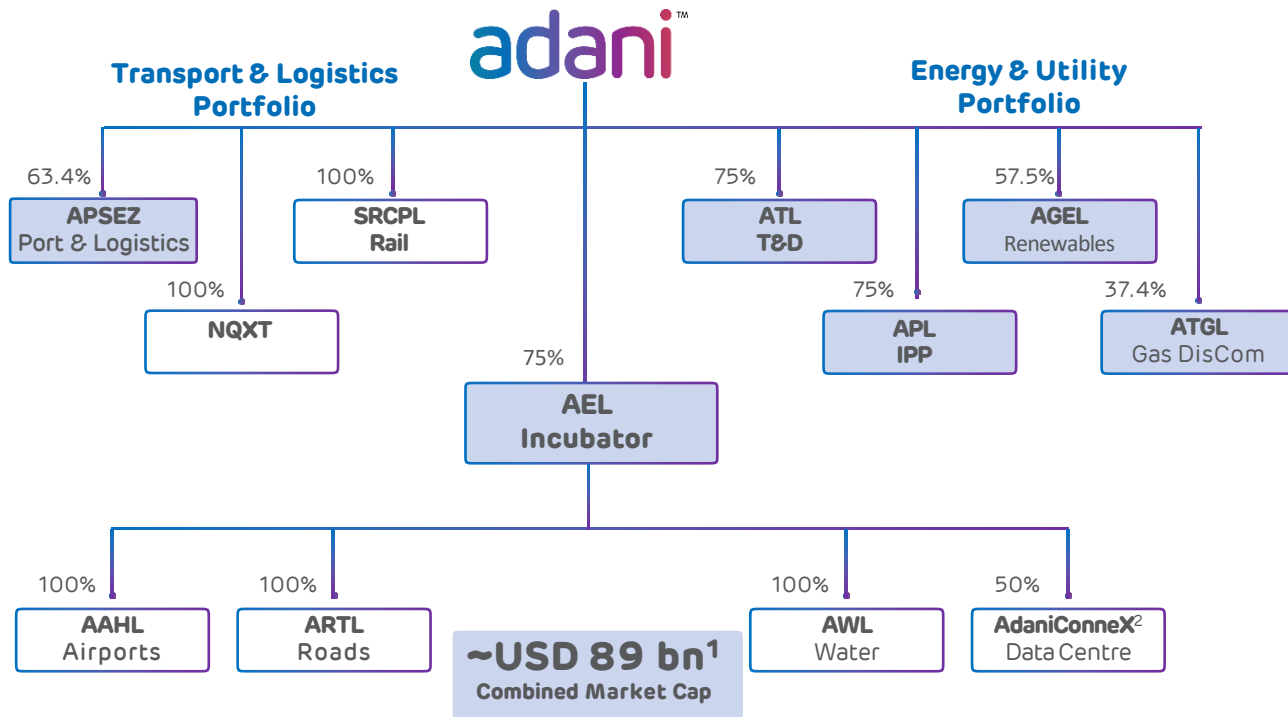 adani™
Transport & Logistics
Portfolio
Energy & Utility
Portfolio
63.4%
APSEZ
Port & Logistics
100%
SRCPL
Rail
75%
ATL
T&D
57.5%
AGEL
Renewables
100%
NQXT
75%
APL
IPP
37.4%
ATGL
Gas DisCom
75%
AEL
Incubator
100%
AAHL
Airports
100%
ARTL
Roads
100%
AWL
Water
50%
AdaniConneX²
Data Centre
~USD 89 bn¹
Combined Market Cap